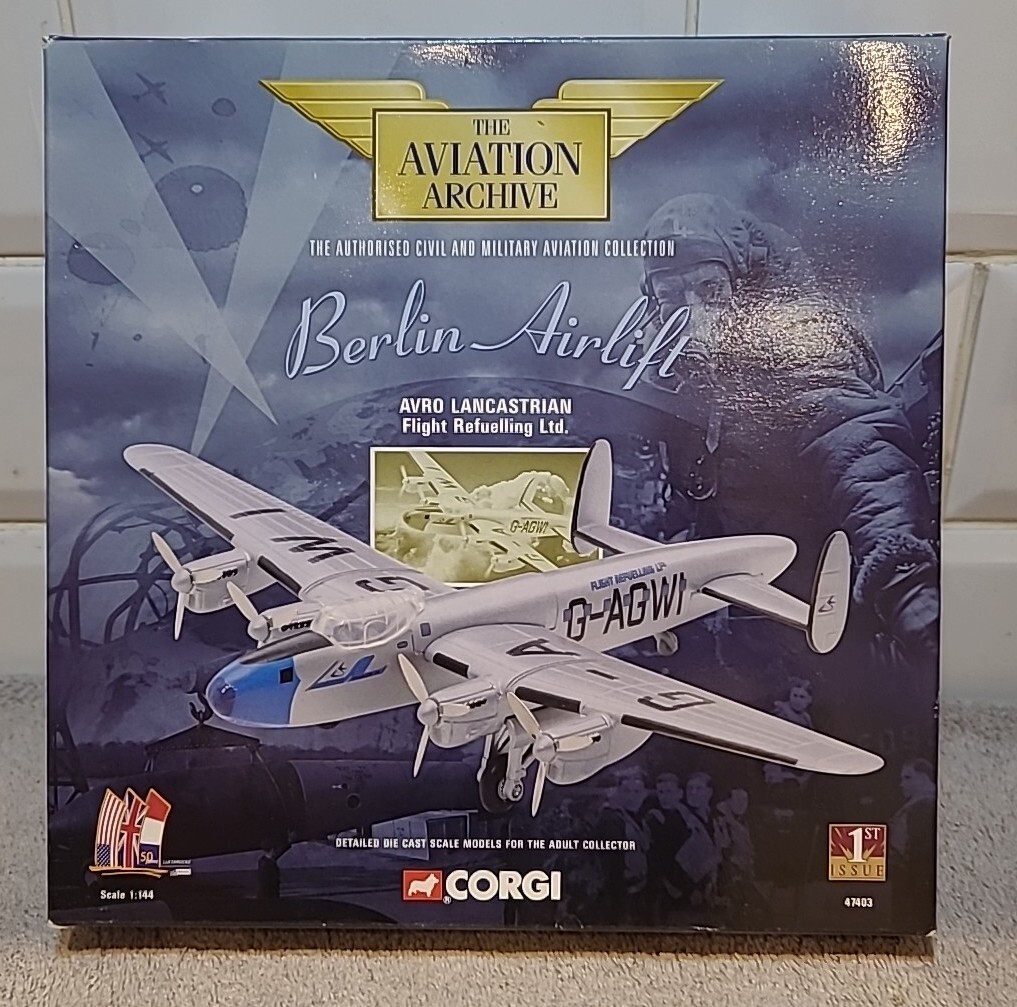 THE
AVIATION
ARCHIVE
THE AUTHORISED CIVIL AND MILITARY AVIATION COLLECTION
Berlin Airlift
AVRO LANCASTRIAN
Flight Refuelling Ltd.
G-AGWI
I W G
FLIGHT REFUELLING LTD
G-AGWI
A - G
50
DETAILED DIE CAST SCALE MODELS FOR THE ADULT COLLECTOR
CORGI
®
Scale 1:144
1ST
ISSUE
47403